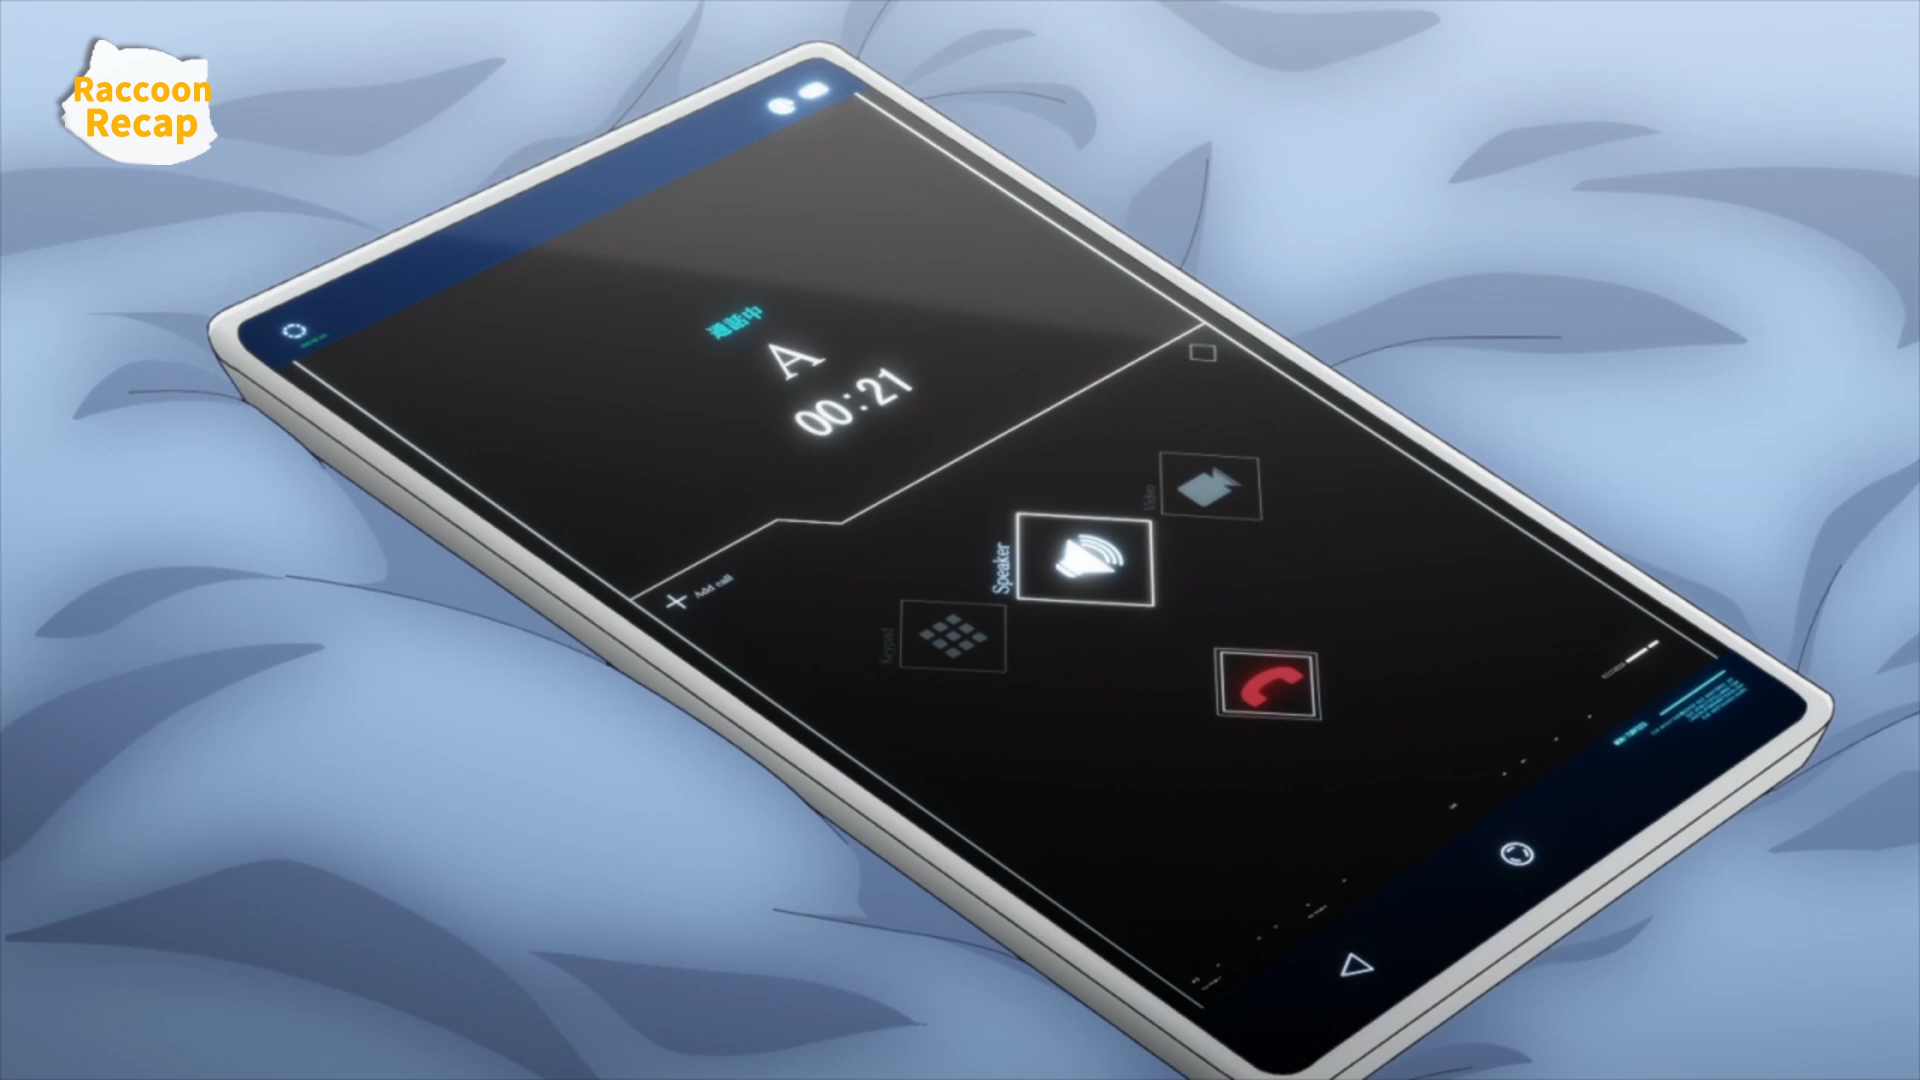 Raccoon
Recap
通話中
A
00:21
Add call
Video
Speaker
Keypad